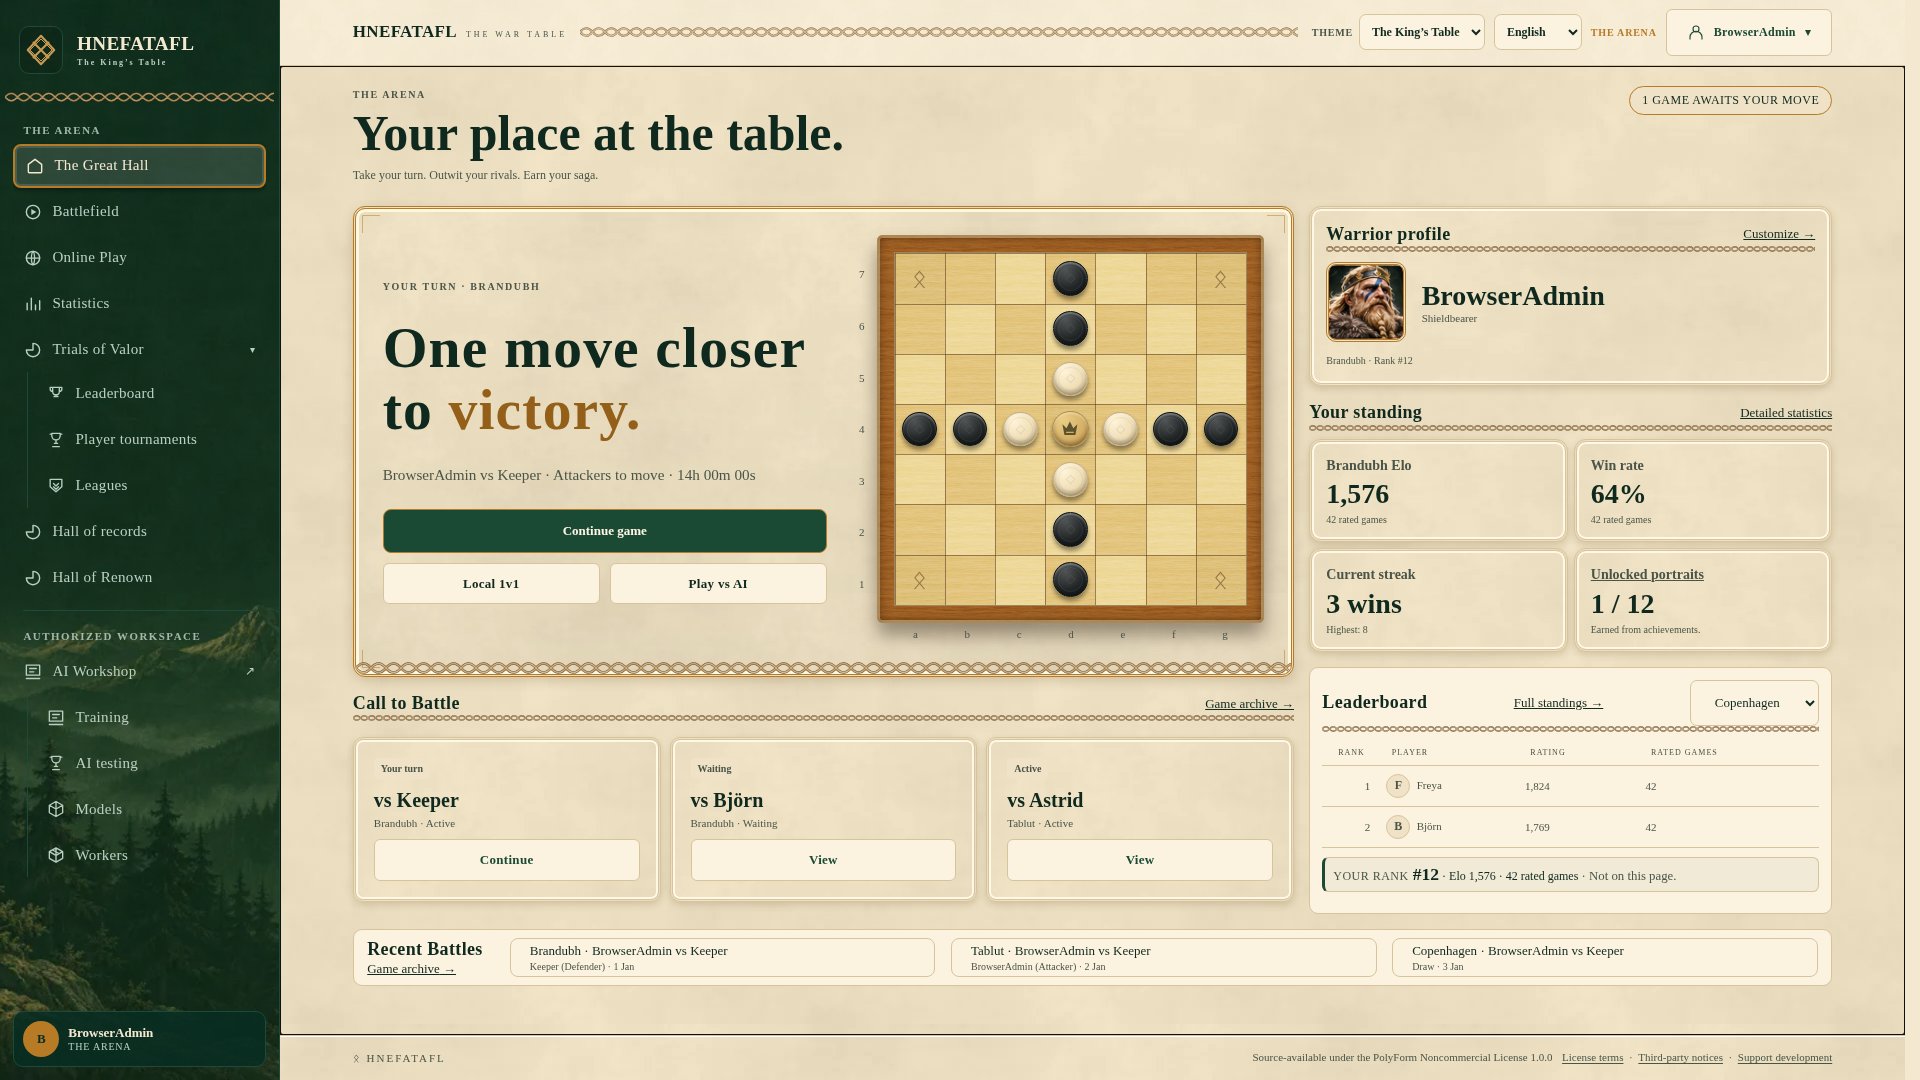 HNEFATAFL
The King's Table
THE ARENA
The Great Hall
Battlefield
Online Play
Statistics
Trials of Valor ▾
Leaderboard
Player tournaments
Leagues
Hall of records
Hall of Renown
AUTHORIZED WORKSPACE
AI Workshop ↗
Training
AI testing
Models
Workers
B
BrowserAdmin
THE ARENA
HNEFATAFL THE WAR TABLE
THEME The King's Table English THE ARENA BrowserAdmin ▾
THE ARENA
Your place at the table.
Take your turn. Outwit your rivals. Earn your saga.
1 GAME AWAITS YOUR MOVE
YOUR TURN · BRANDUBH
One move closer
to victory.
BrowserAdmin vs Keeper · Attackers to move · 14h 00m 00s
Continue game
Local 1v1 Play vs AI
7
6
5
4
3
2
1
a b c d e f g
Call to Battle Game archive →
Your turn
vs Keeper
Brandubh · Active
Continue
Waiting
vs Björn
Brandubh · Waiting
View
Active
vs Astrid
Tablut · Active
View
Warrior profile Customize →
BrowserAdmin
Shieldbearer
Brandubh · Rank #12
Your standing Detailed statistics
Brandubh Elo
1,576
42 rated games
Win rate
64%
42 rated games
Current streak
3 wins
Highest: 8
Unlocked portraits
1 / 12
Earned from achievements.
Leaderboard Full standings → Copenhagen
RANK PLAYER RATING RATED GAMES
1 F Freya 1,824 42
2 B Björn 1,769 42
YOUR RANK #12 · Elo 1,576 · 42 rated games · Not on this page.
Recent Battles
Game archive →
Brandubh · BrowserAdmin vs Keeper
Keeper (Defender) · 1 Jan
Tablut · BrowserAdmin vs Keeper
BrowserAdmin (Attacker) · 2 Jan
Copenhagen · BrowserAdmin vs Keeper
Draw · 3 Jan
ᛟ HNEFATAFL
Source-available under the PolyForm Noncommercial License 1.0.0 License terms · Third-party notices · Support development